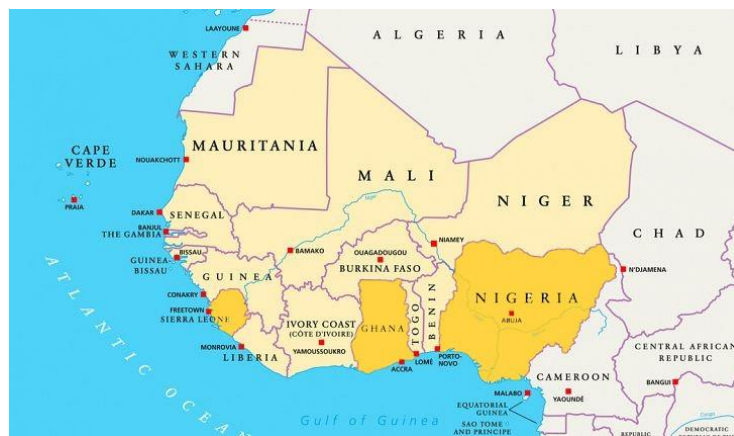 LAAYOUNE
WESTERN
SAHARA
ALGERIA
LIBYA
MAURITANIA
NOUAKCHOTT
CAPE
VERDE
PRAIA
MALI
NIGER
CHAD
DAKAR
SENEGAL
BANJUL
THE GAMBIA
BISSAU
GUINEA
BISSAU
GUINEA
BAMAKO
Niger
OUAGADOUGOU
BURKINA FASO
NIAMEY
N'DJAMENA
CONAKRY
FREETOWN
SIERRA LEONE
MONROVIA
LIBERIA
IVORY COAST
(CÔTE D'IVOIRE)
YAMOUSSOUKRO
GHANA
ACCRA
TOGO
LOMÉ
BENIN
PORTO-
NOVO
NIGERIA
ABUJA
CENTRAL AFRICAN
REPUBLIC
BANGUI
CAMEROON
YAOUNDÉ
MALABO
EQUATORIAL
GUINEA
SAO TOME
AND PRINCIPE
REPUBLIC
DEMOCRATIC
Gulf of Guinea
ATLANTIC OCEAN